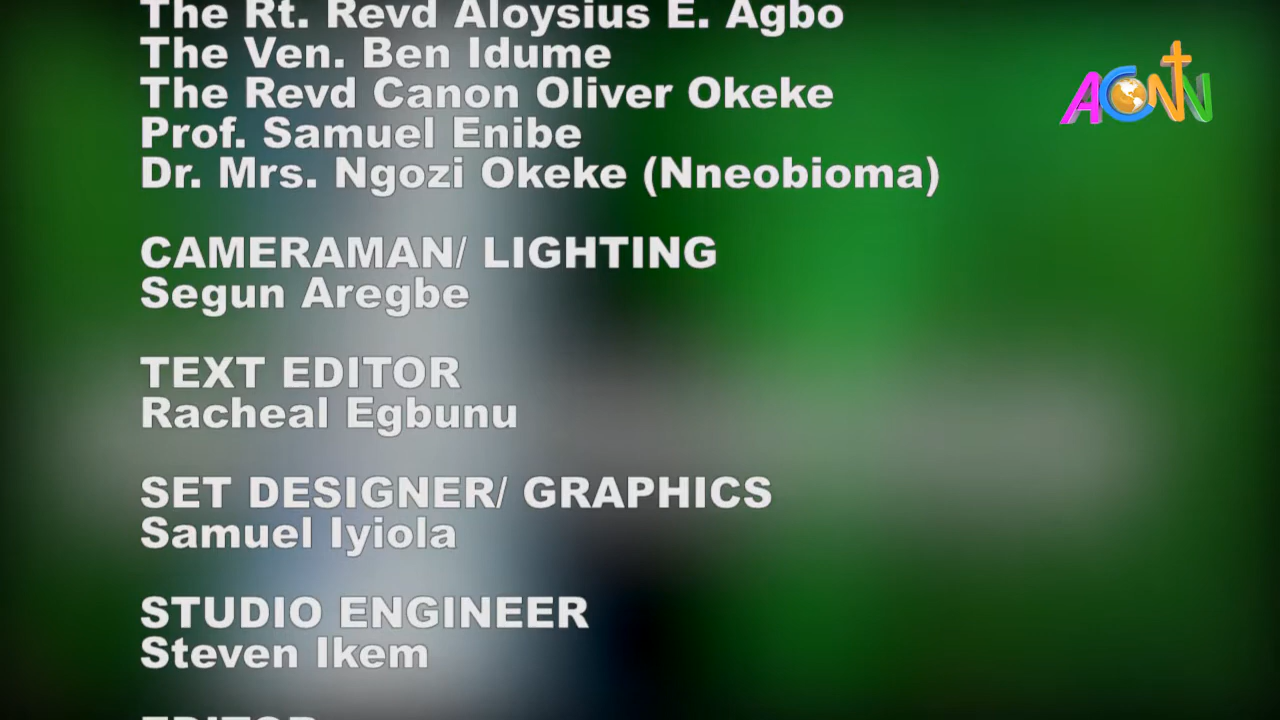 The Rt. Revd Aloysius E. Agbo
ACNTV
The Ven. Ben Idume
The Revd Canon Oliver Okeke
Prof. Samuel Enibe
Dr. Mrs. Ngozi Okeke (Nneobioma)
CAMERAMAN/ LIGHTING
Segun Aregbe
TEXT EDITOR
Racheal Egbunu
SET DESIGNER/ GRAPHICS
Samuel Iyiola
STUDIO ENGINEER
Steven Ikem
EDITOR